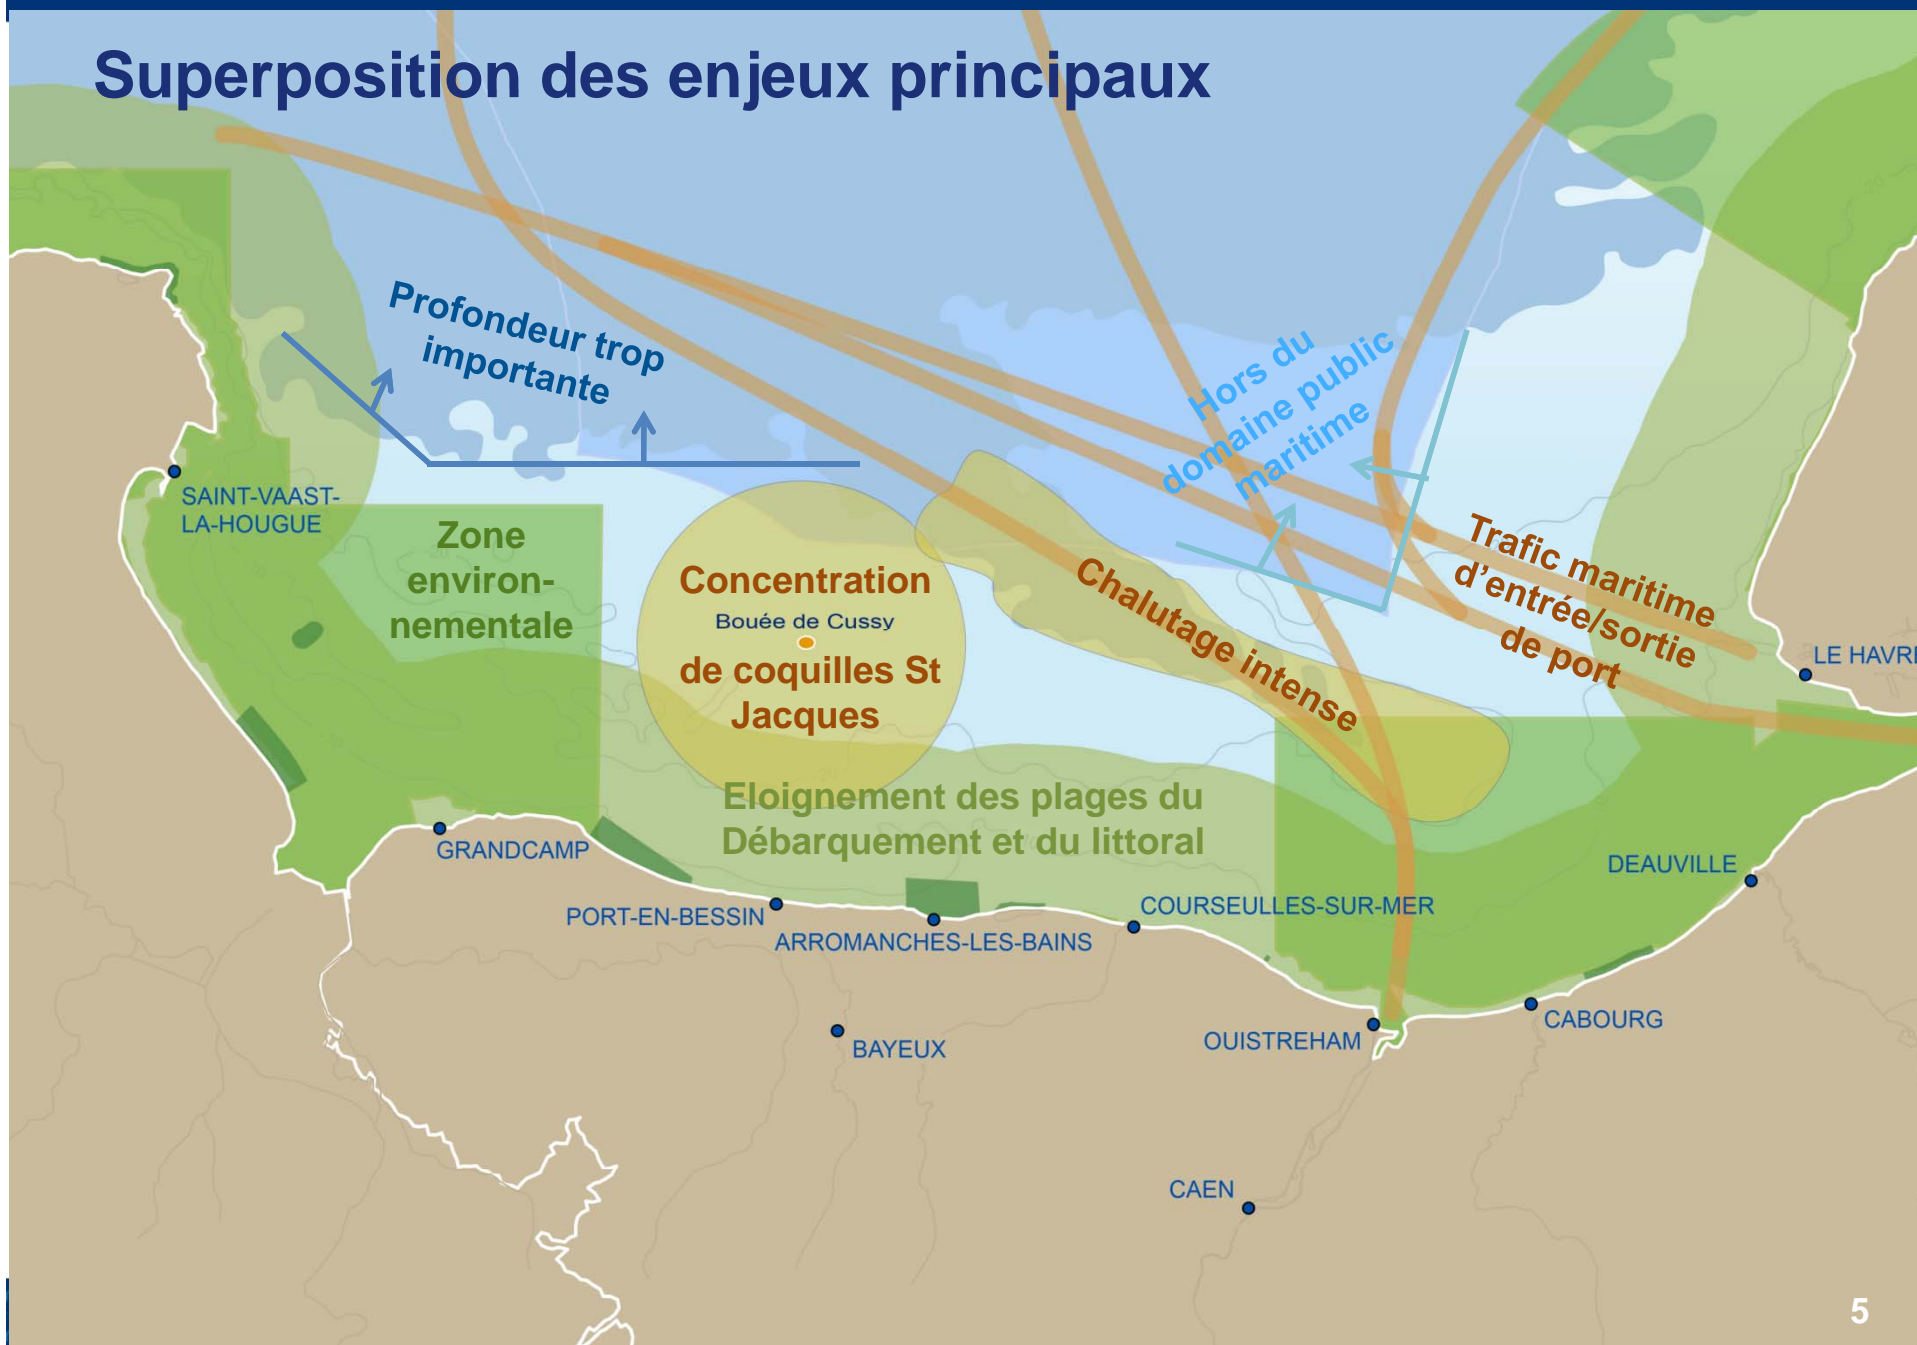 Superposition des enjeux principaux
Profondeur trop
importante
Hors du
domaine public
maritime
SAINT-VAAST-
LA-HOUGUE
Zone
environ-
nementale
Concentration
Bouée de Cussy
de coquilles St
Jacques
Chalutage intense
Trafic maritime
d'entrée/sortie
de port
LE HAVRE
Eloignement des plages du
Débarquement et du littoral
GRANDCAMP
DEAUVILLE
PORT-EN-BESSIN
ARROMANCHES-LES-BAINS
COURSEULLES-SUR-MER
BAYEUX
OUISTREHAM
CABOURG
CAEN
5